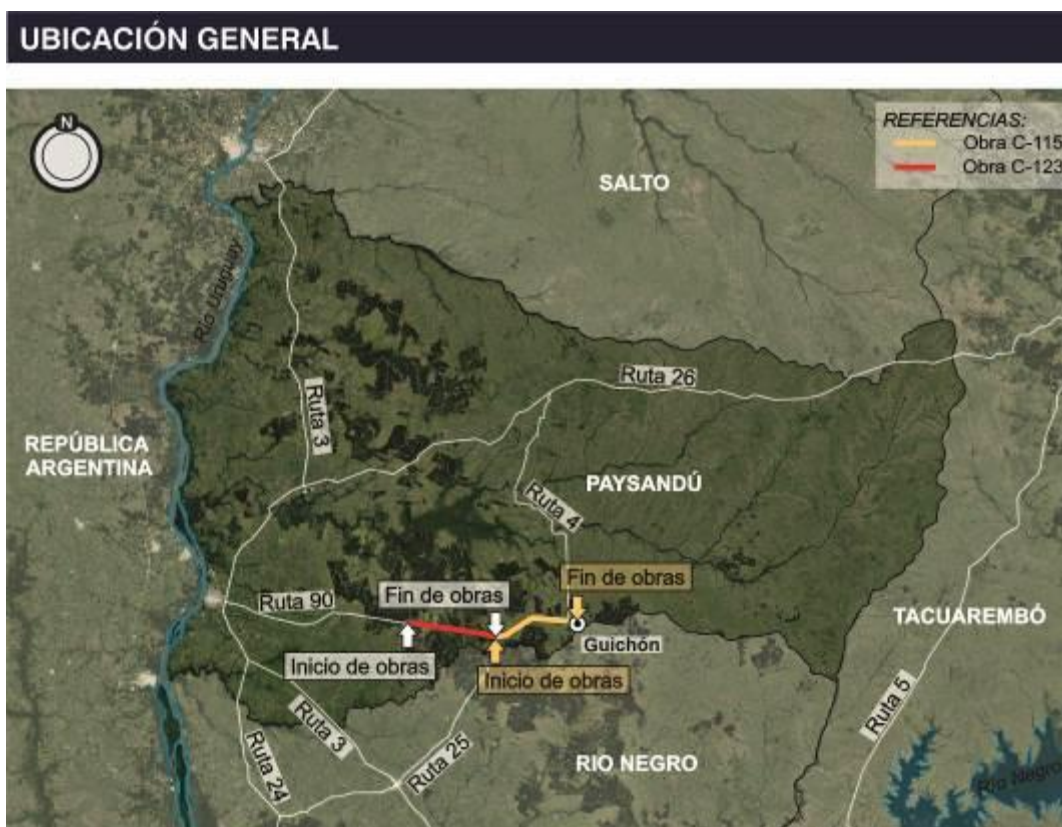 UBICACIÓN GENERAL
N
REFERENCIAS:
Obra C-115
Obra C-123
SALTO
Río Uruguay
Ruta 3
Ruta 26
REPÚBLICA
ARGENTINA
PAYSANDÚ
Ruta 4
Fin de obras
Ruta 90
Fin de obras
TACUAREMBÓ
Guichón
Inicio de obras
Inicio de obras
Ruta 5
Ruta 3
Ruta 25
RIO NEGRO
Ruta 24
Río Negro